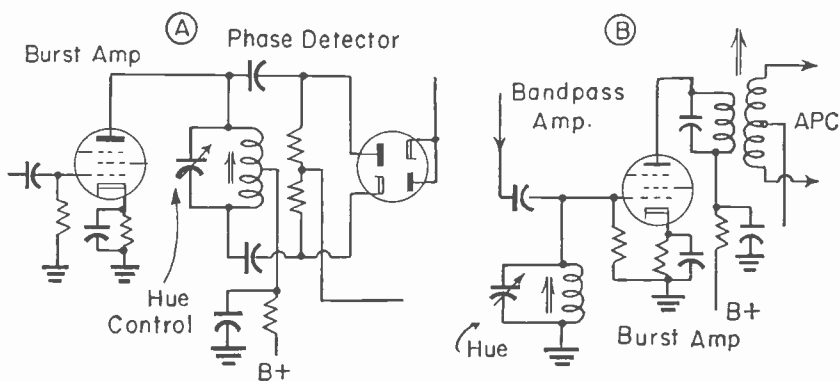 A
Burst Amp
Phase Detector
Hue
Control
B+
B
Bandpass
Amp.
APC
Hue
Burst Amp
B+